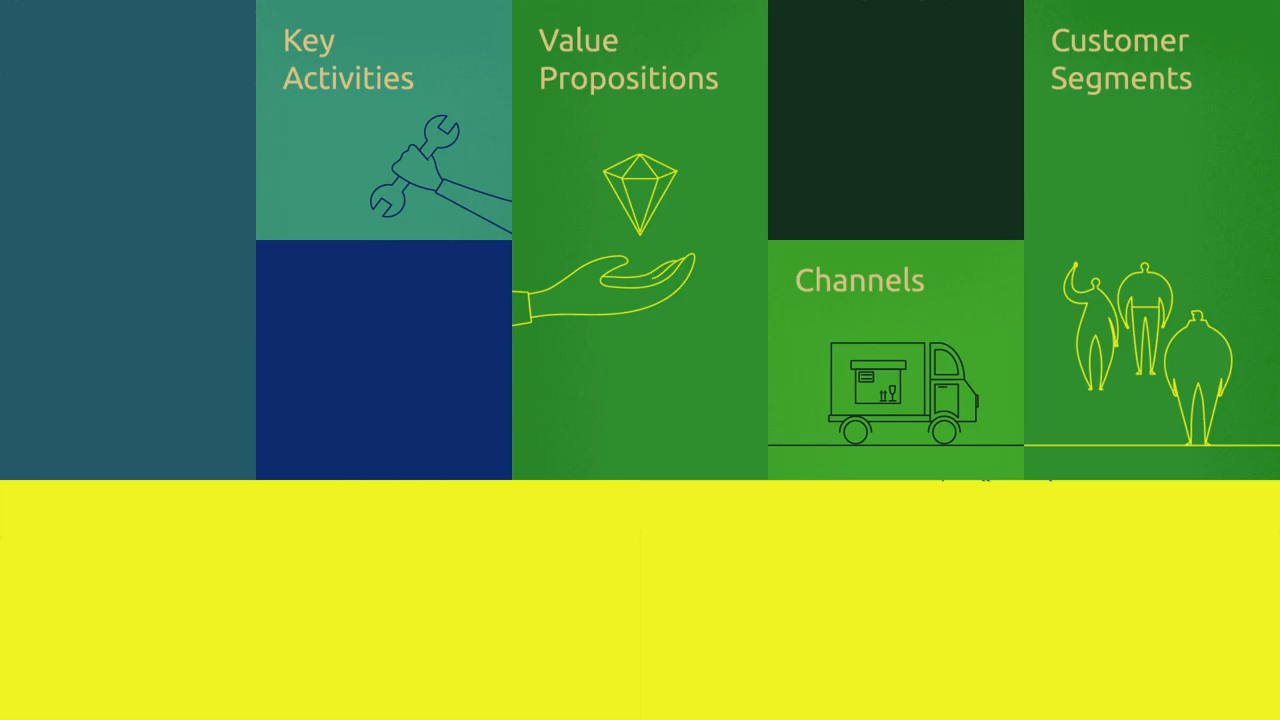 Key
Activities
Value
Propositions
Customer
Segments
Channels